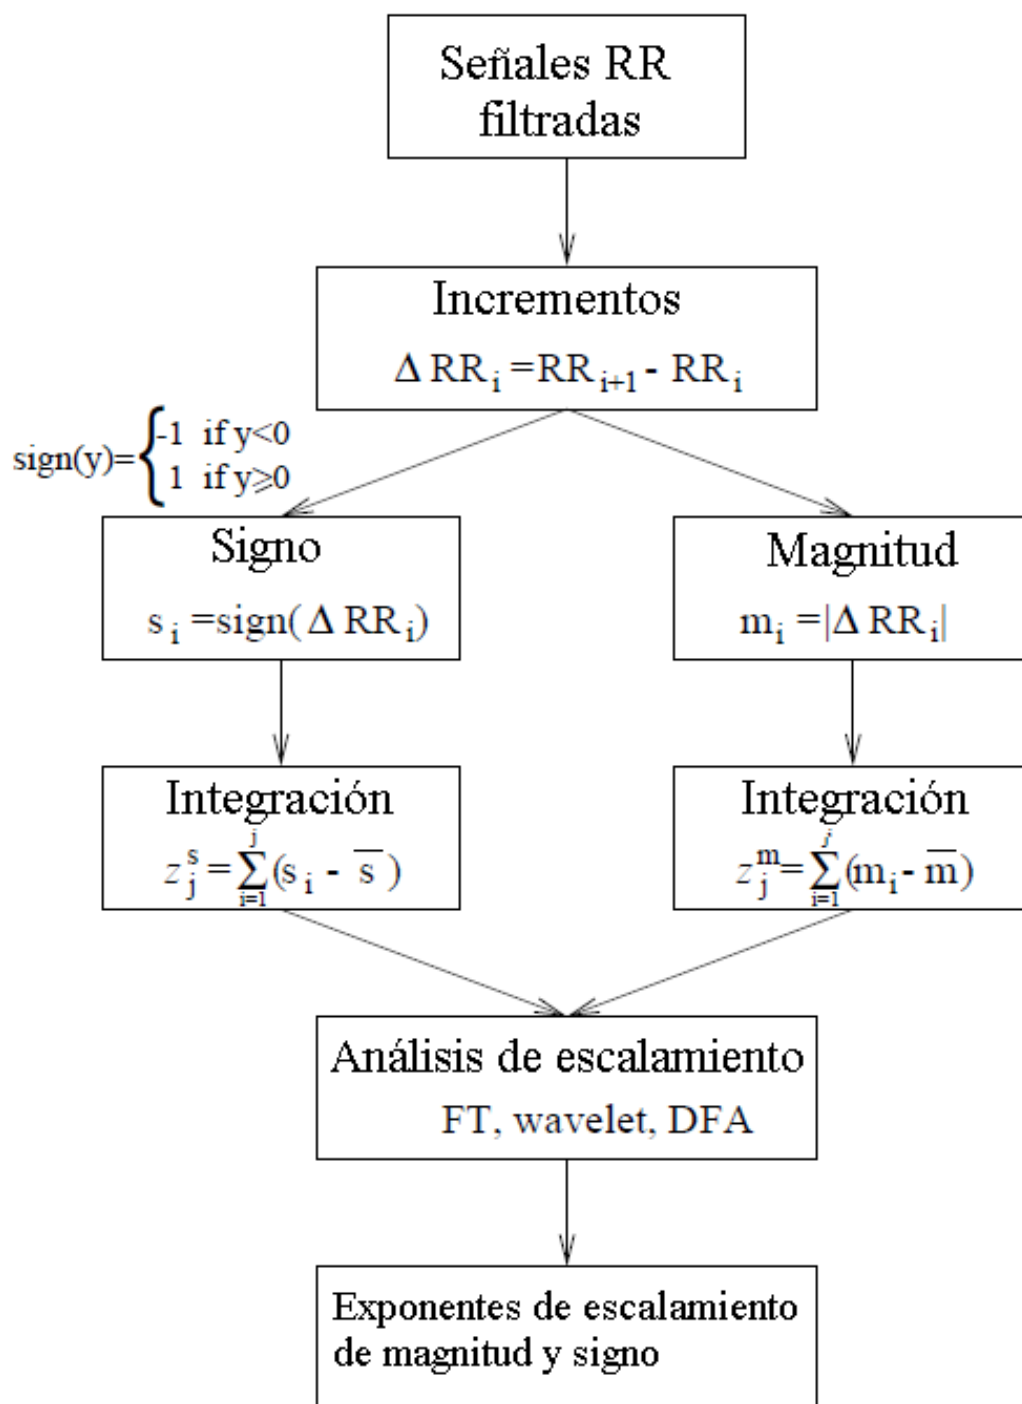 Señales RR
filtradas
Incrementos
Δ RR_i = RR_{i+1} - RR_i
sign(y)= { -1 if y<0
1 if y≥0
Signo
s_i = sign(Δ RR_i)
Magnitud
m_i = |Δ RR_i|
Integración
z_j^s = ∑_{i=1}^{j} (s_i - s̅)
Integración
z_j^m = ∑_{i=1}^{j} (m_i - m̅)
Análisis de escalamiento
FT, wavelet, DFA
Exponentes de escalamiento
de magnitud y signo